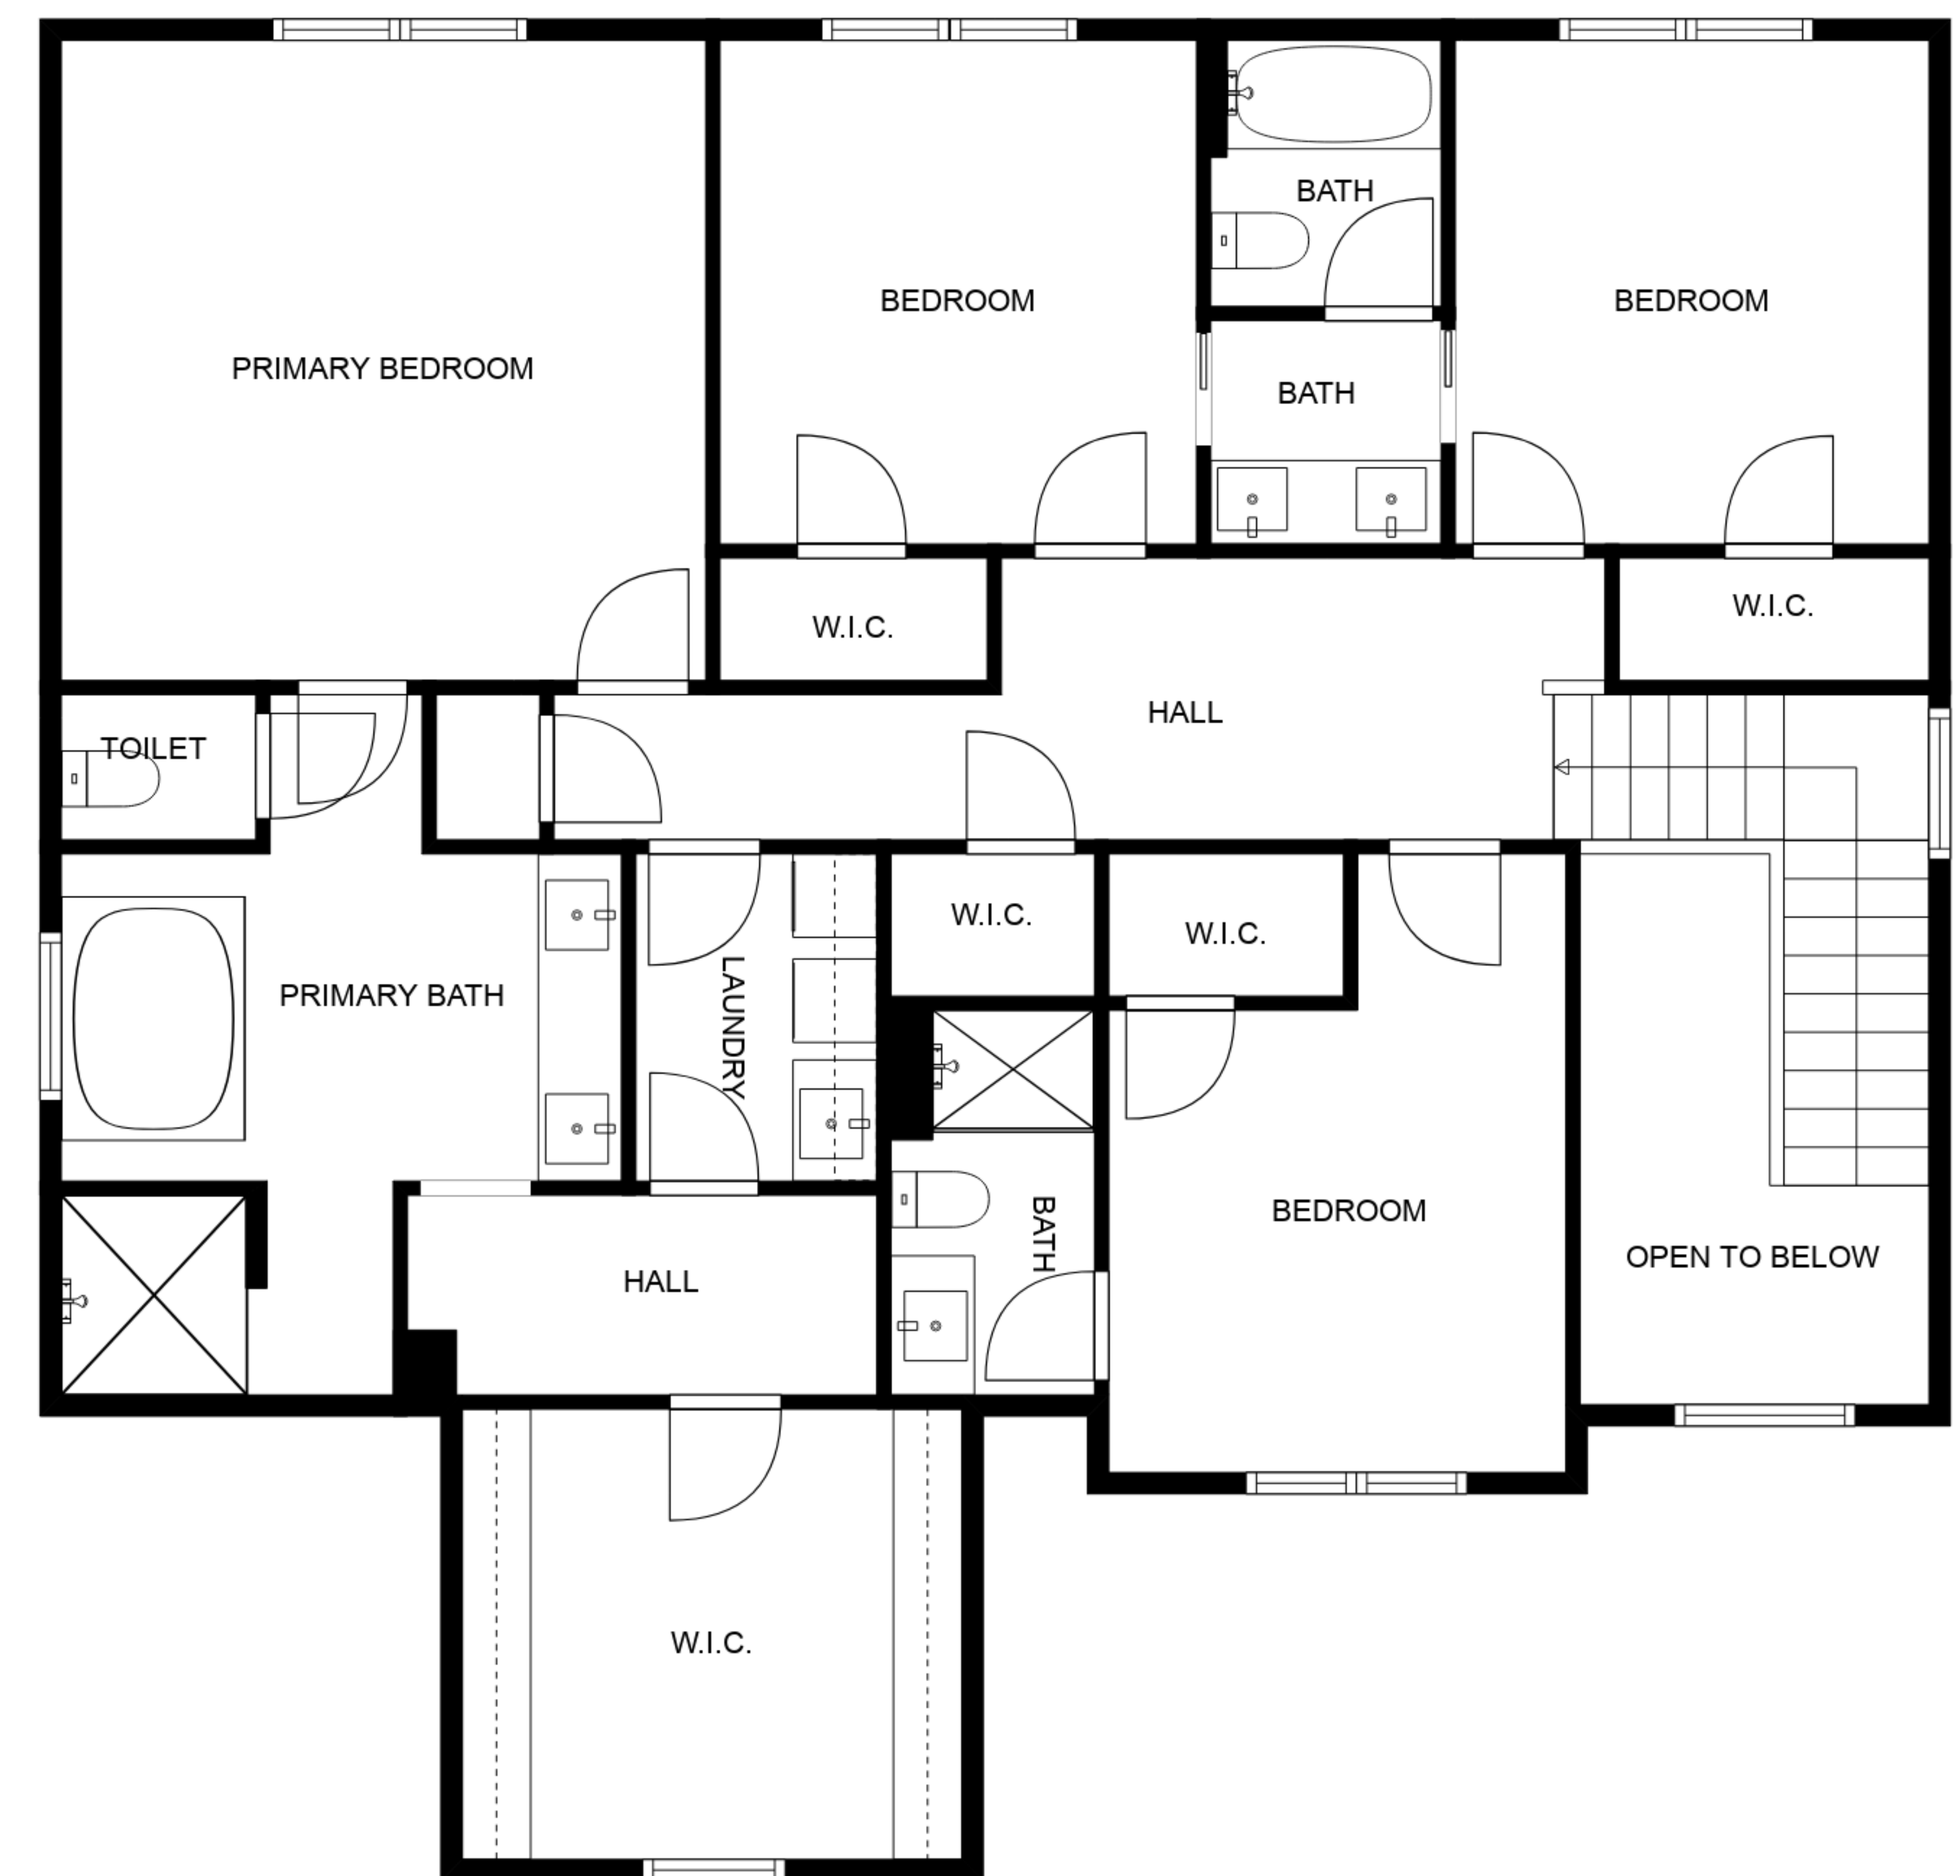 BATH
BEDROOM
BEDROOM
PRIMARY BEDROOM
BATH
W.I.C.
W.I.C.
HALL
TOILET
W.I.C.
W.I.C.
PRIMARY BATH
LAUNDRY
BATH
BEDROOM
OPEN TO BELOW
HALL
W.I.C.